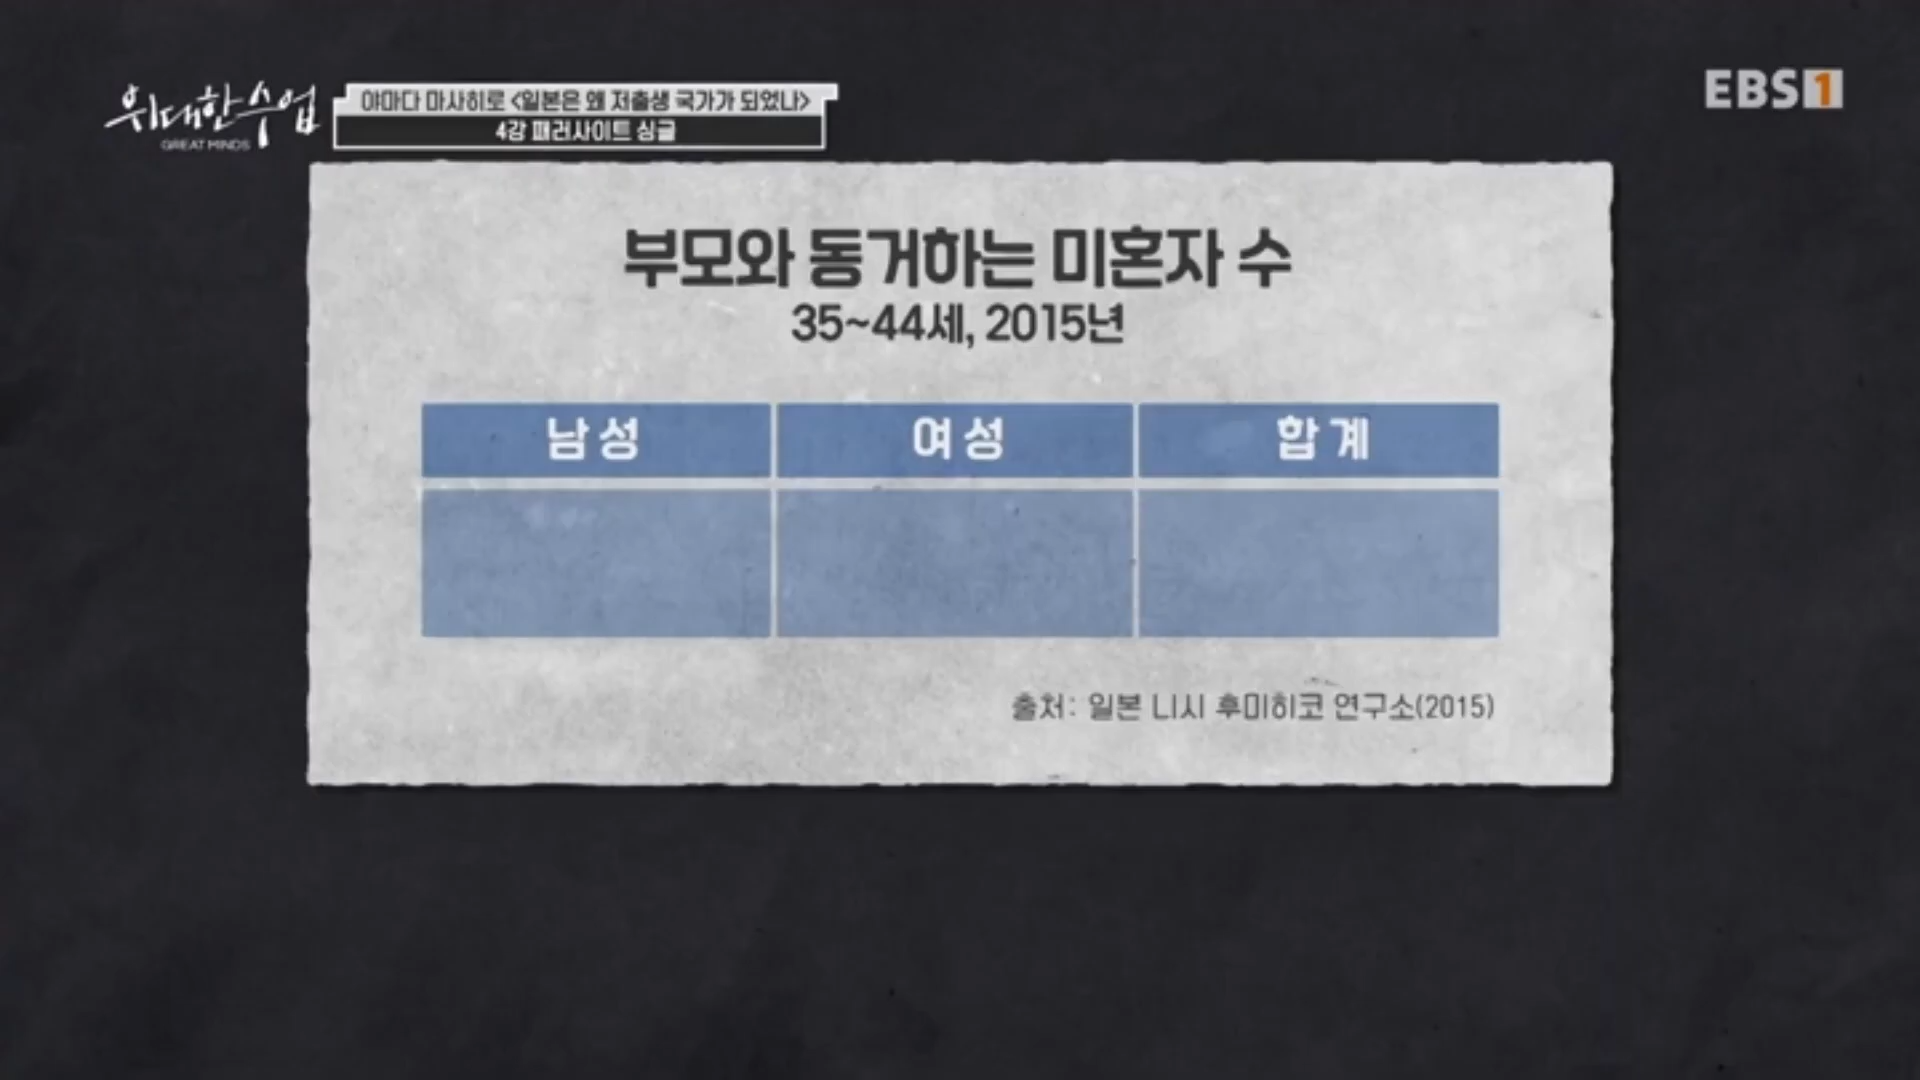 위대한 수업
GREAT MINDS
야마다 마사히로 <일본은 왜 저출생 국가가 되었나>
4강 패러사이트 싱글
EBS1
부모와 동거하는 미혼자 수
35~44세, 2015년
남성 여성 합계
출처: 일본 니시 후미히코 연구소(2015)